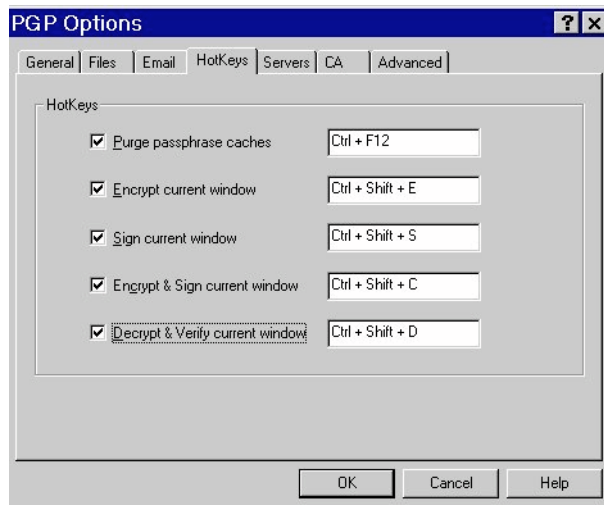 PGP Options
General Files Email HotKeys Servers CA Advanced
HotKeys
Purge passphrase caches Ctrl + F12
Encrypt current window Ctrl + Shift + E
Sign current window Ctrl + Shift + S
Encrypt & Sign current window Ctrl + Shift + C
Decrypt & Verify current window Ctrl + Shift + D
OK Cancel Help